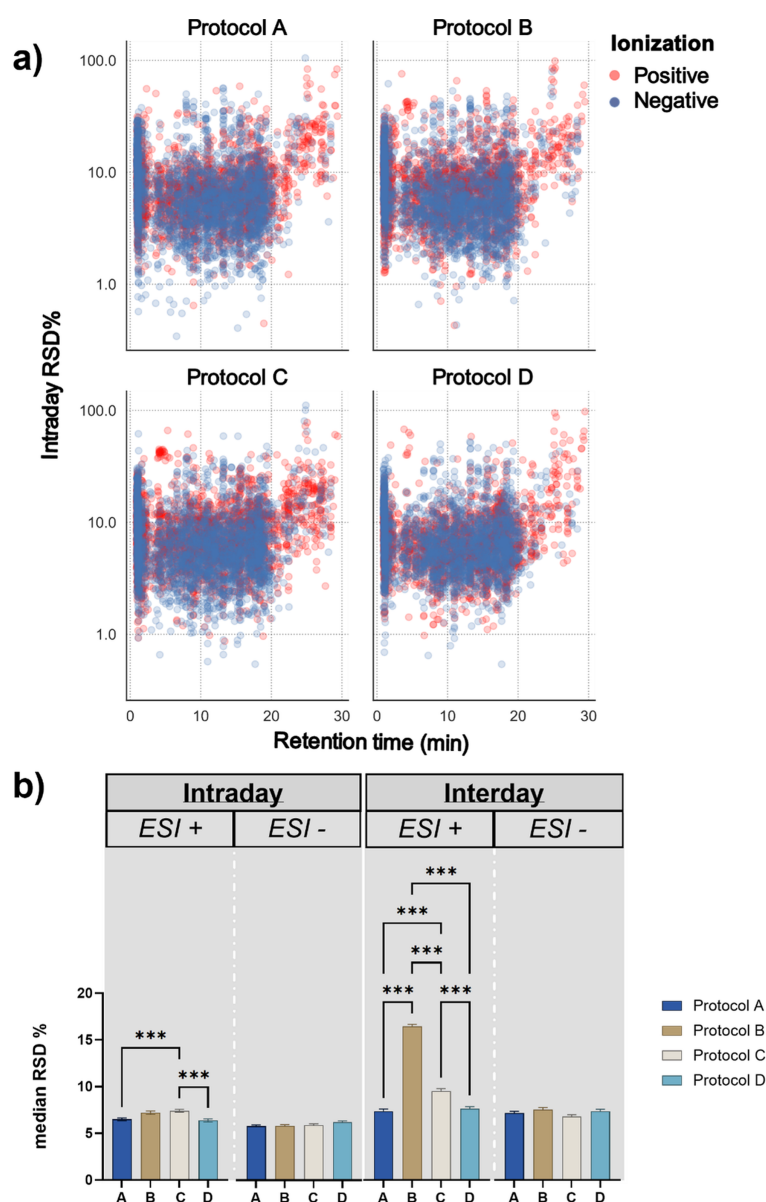 a)
Protocol A
Protocol B
Ionization
Positive
Negative
100.0
10.0
1.0
Intraday RSD%
Protocol C
Protocol D
100.0
10.0
1.0
0 10 20 30 0 10 20 30
Retention time (min)
b)
Intraday Interday
ESI + ESI - ESI + ESI -
***
***
***
*** ***
20
*** ***
15
10
5
0
median RSD %
A B C D A B C D A B C D A B C D
Protocol A
Protocol B
Protocol C
Protocol D